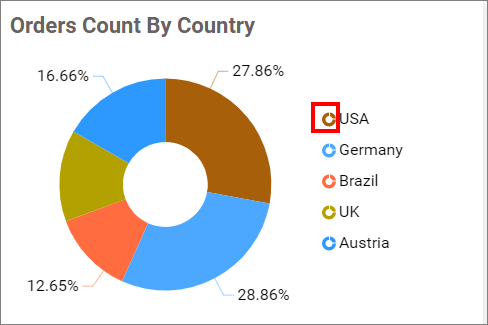 Orders Count By Country
16.66%
27.86%
USA
Germany
Brazil
UK
Austria
12.65%
28.86%